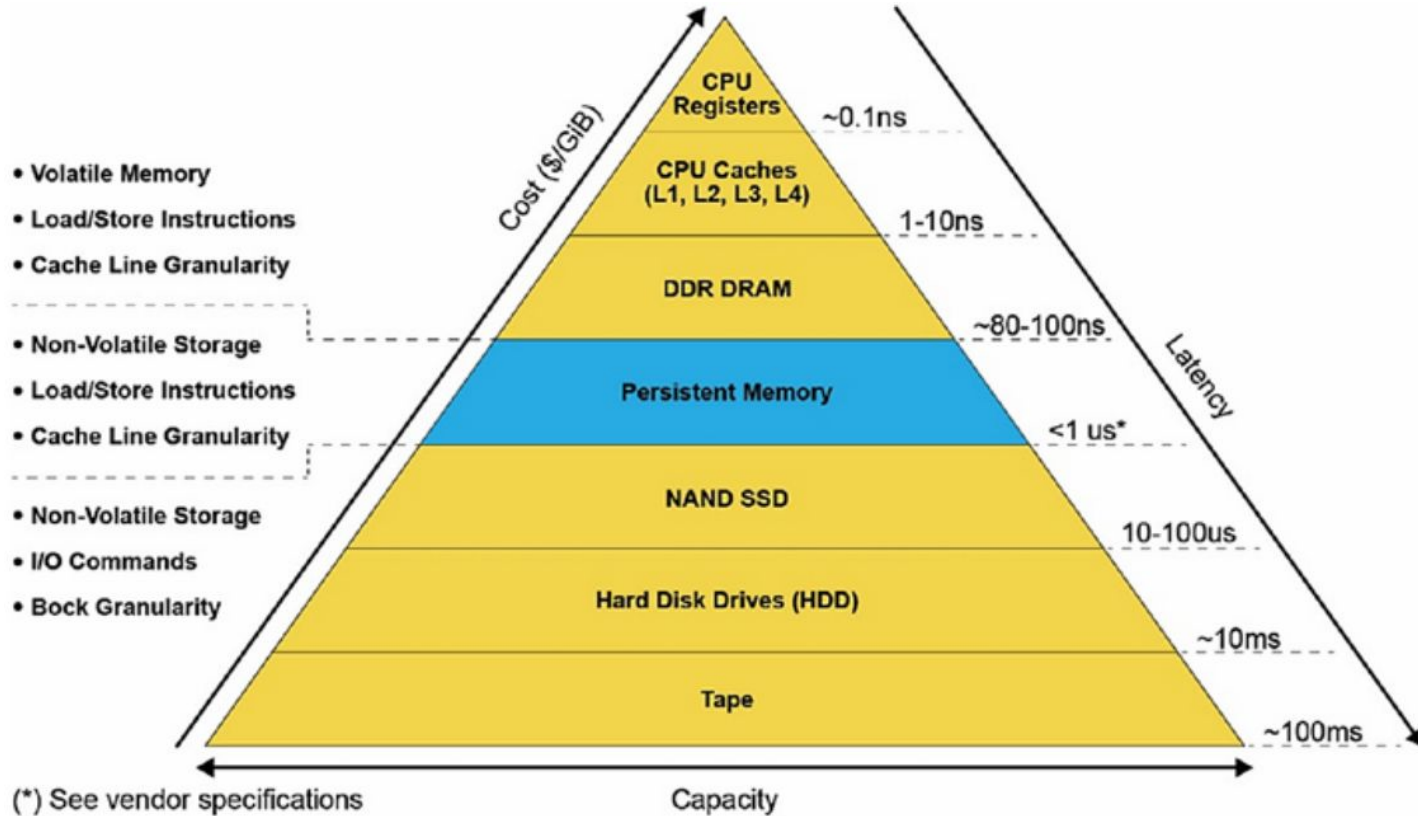 CPU
Registers
~0.1ns
Cost ($/GiB)
• Volatile Memory
CPU Caches
(L1, L2, L3, L4)
• Load/Store Instructions
1-10ns
• Cache Line Granularity
DDR DRAM
~80-100ns
• Non-Volatile Storage
Latency
• Load/Store Instructions
Persistent Memory
• Cache Line Granularity
<1 us*
NAND SSD
• Non-Volatile Storage
10-100us
• I/O Commands
• Bock Granularity
Hard Disk Drives (HDD)
~10ms
Tape
~100ms
(*) See vendor specifications
Capacity